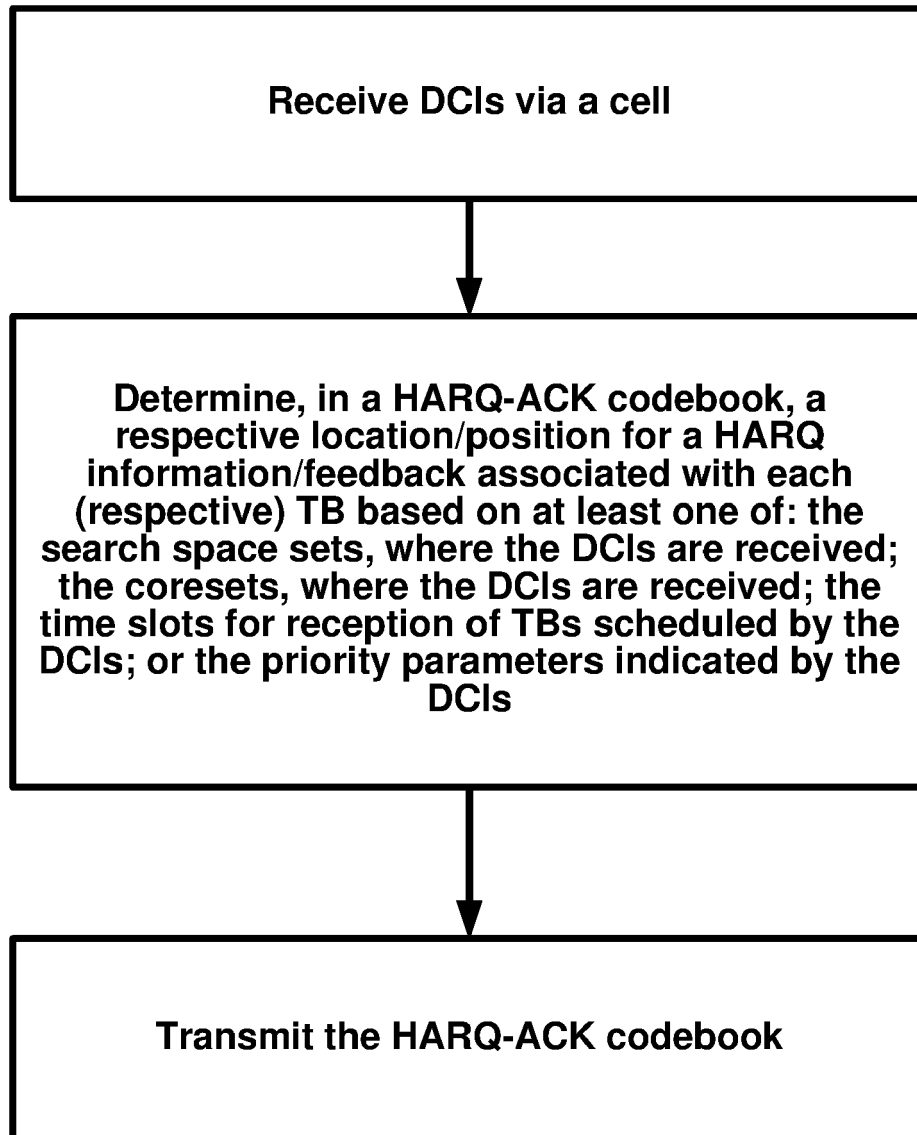 Receive DCIs via a cell
Determine, in a HARQ-ACK codebook, a
respective location/position for a HARQ
information/feedback associated with each
(respective) TB based on at least one of: the
search space sets, where the DCIs are received;
the coresets, where the DCIs are received; the
time slots for reception of TBs scheduled by the
DCIs; or the priority parameters indicated by the
DCIs
Transmit the HARQ-ACK codebook